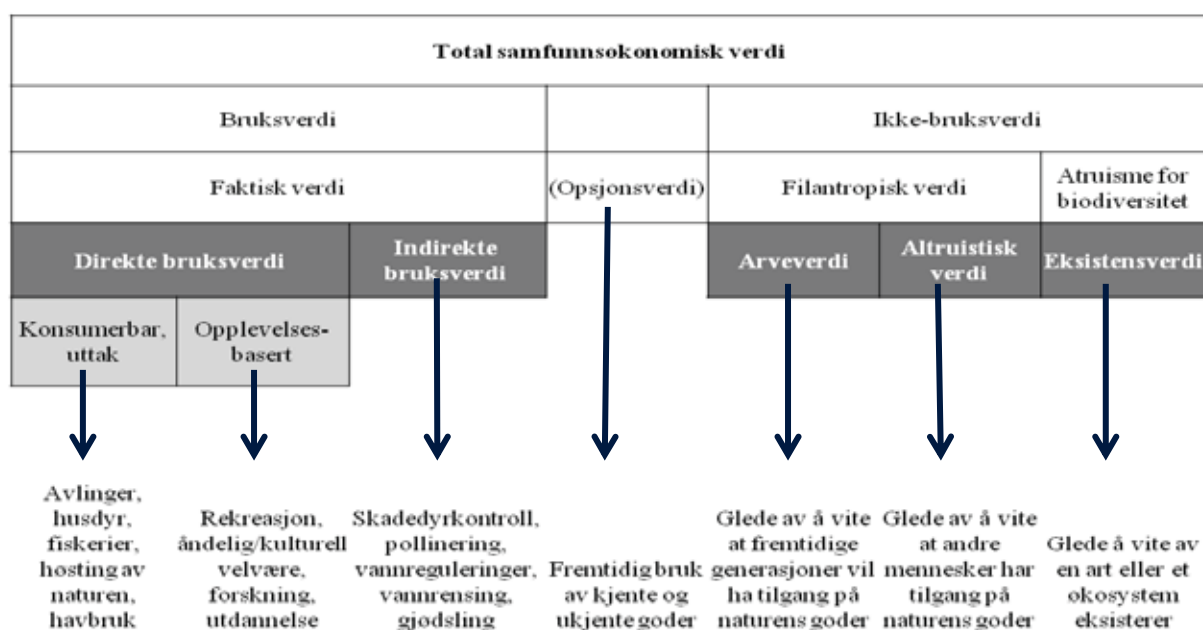 Total samfunnsøkonomisk verdi
Bruksverdi
Ikke-bruksverdi
Faktisk verdi
(Opsjonsverdi)
Filantropisk verdi
Atruisme for
biodiversitet
Direkte bruksverdi
Indirekte
bruksverdi
Arveverdi
Altruistisk
verdi
Eksistensverdi
Konsumerbar,
uttak
Opplevelses-
basert
Avlinger,
husdyr,
fiskerier,
høsting av
naturen,
havbruk
Rekreasjon,
åndelig/kulturell
velvære,
forskning,
utdannelse
Skadedyrkontroll,
pollinering,
vannreguleringer,
vannrensing,
gjødsling
Fremtidig bruk
av kjente og
ukjente goder
Glede av å vite
at fremtidige
generasjoner vil
ha tilgang på
naturens goder
Glede av å vite
at andre
mennesker har
tilgang på
naturens goder
Glede å vite av
en art eller et
økosystem
eksisterer